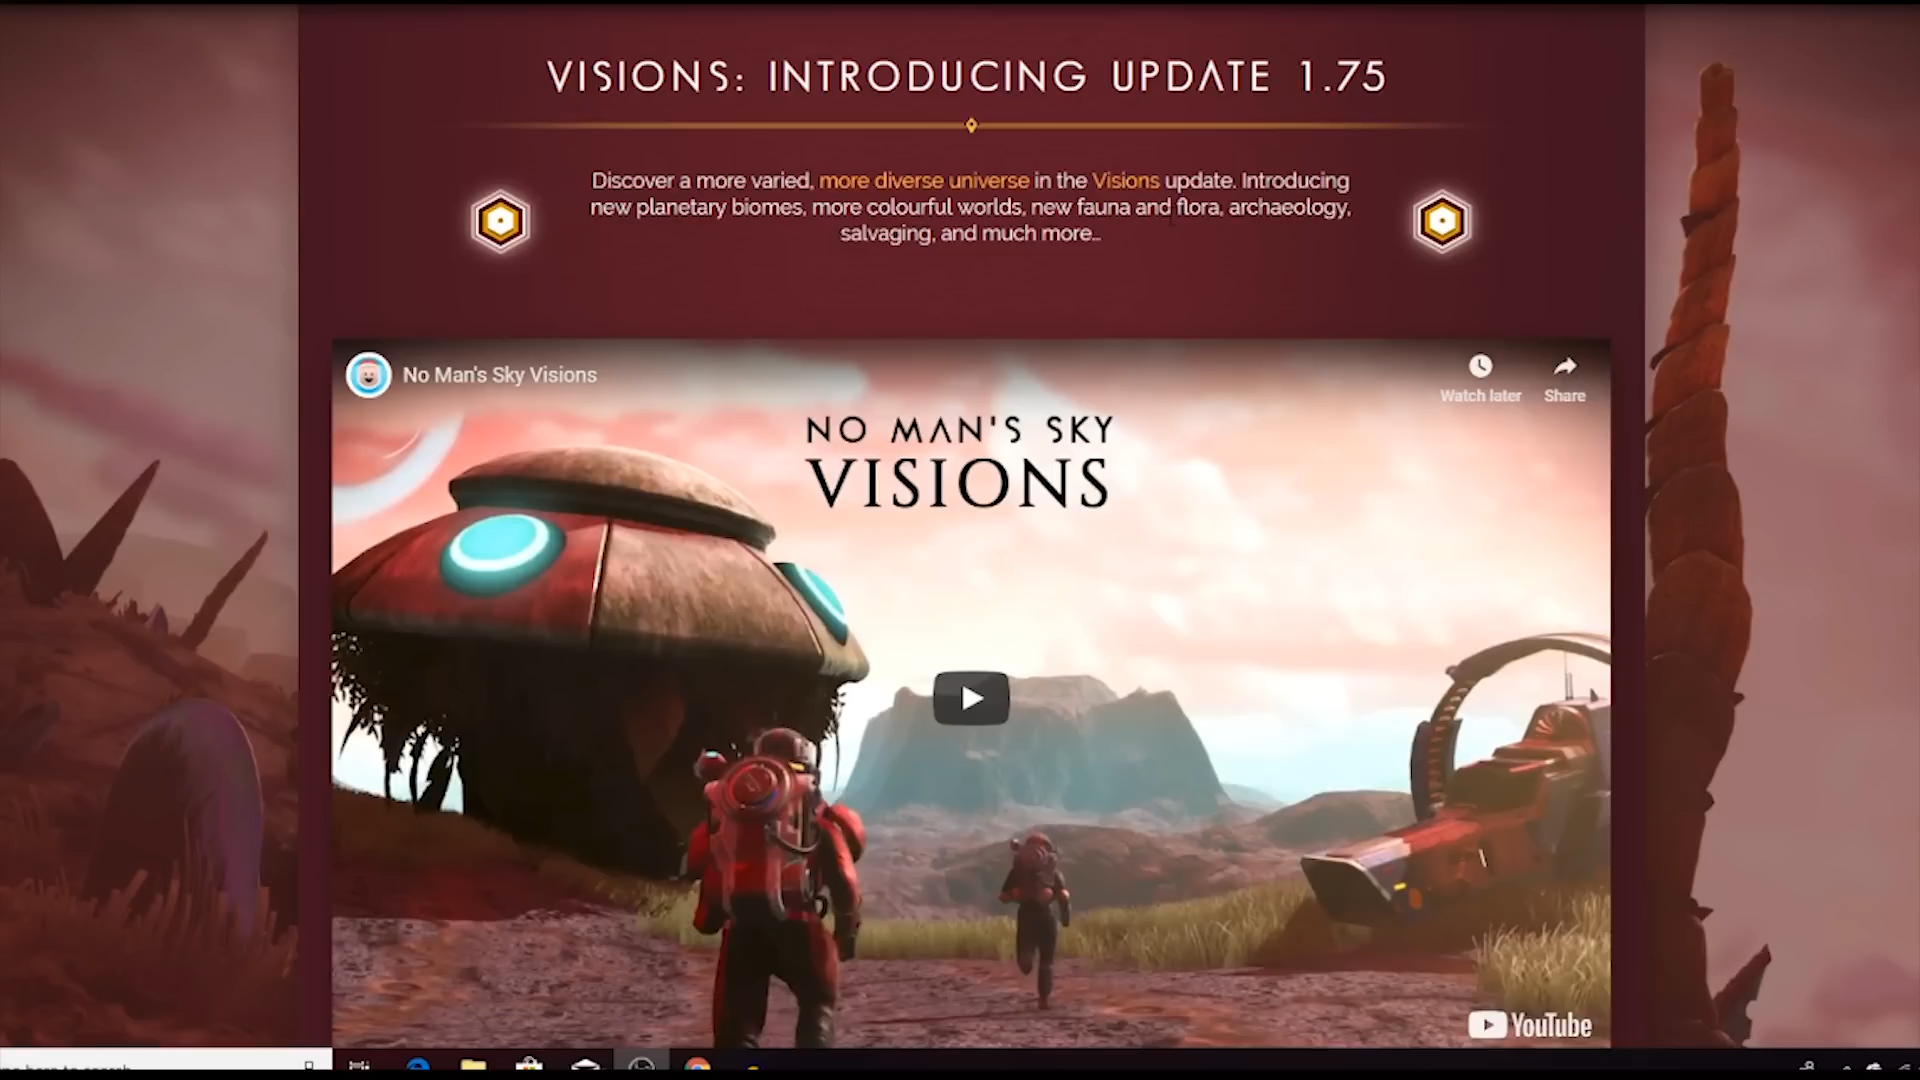 VISIONS: INTRODUCING UPDATE 1.75
Discover a more varied, more diverse universe in the Visions update. Introducing
new planetary biomes, more colourful worlds, new fauna and flora, archaeology,
salvaging, and much more…
No Man's Sky Visions
Watch later
Share
NO MAN'S SKY
VISIONS
YouTube